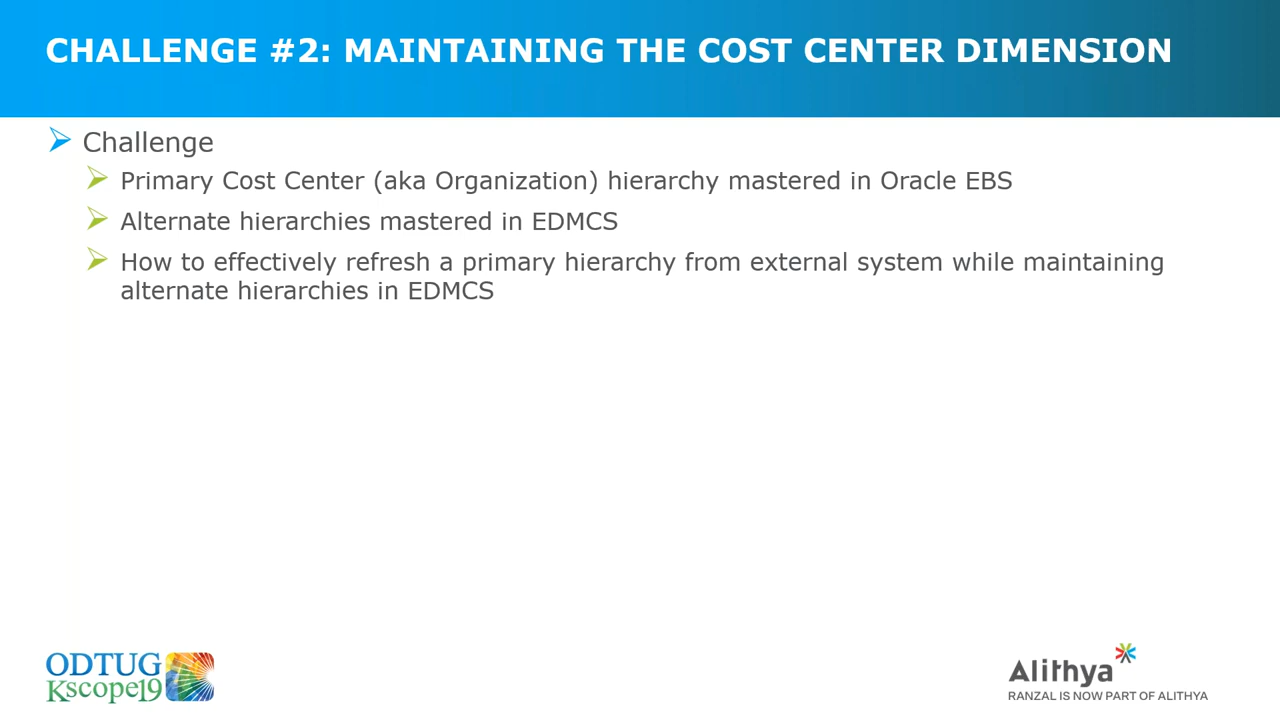 CHALLENGE #2: MAINTAINING THE COST CENTER DIMENSION
Challenge
Primary Cost Center (aka Organization) hierarchy mastered in Oracle EBS
Alternate hierarchies mastered in EDMCS
How to effectively refresh a primary hierarchy from external system while maintaining
alternate hierarchies in EDMCS
ODTUG
Kscope19
Alithya
RANZAL IS NOW PART OF ALITHYA